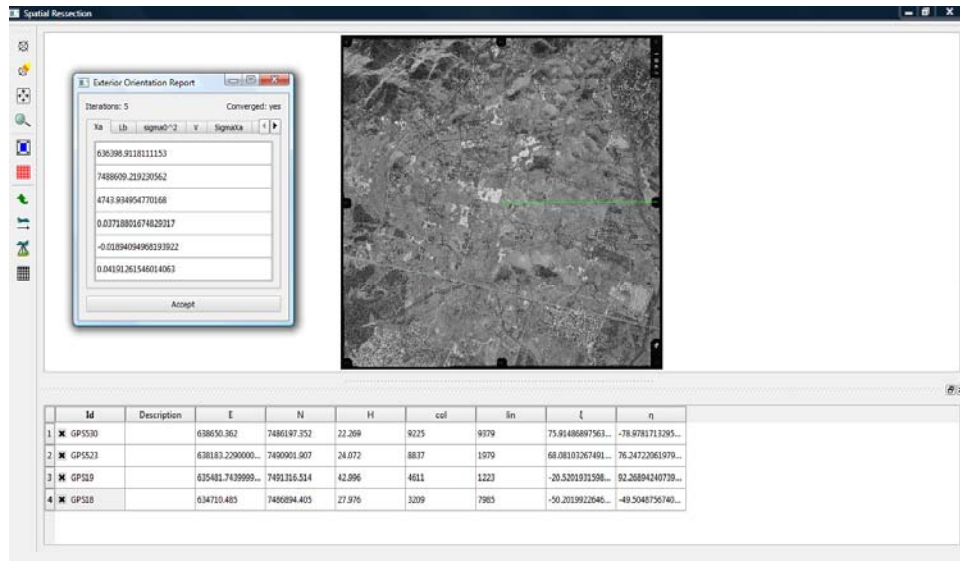 Spatial Ressection
Exterior Orientation Report
Iterations: 5 Converged: yes
Xa Lb sigma0^2 V SigmaXa
636398.9118111153
7488609.219230562
4743.934954770168
0.03718801674829317
-0.01894094968193922
0.04191261546014063
Accept
Id Description E N H col lin ξ η
1 GPS530 638650.362 7486197.352 22.269 9225 9379 75.91486897563... -78.9781713295...
2 GPS523 638183.2290000... 7490901.907 24.072 8837 1979 68.08103267491... 76.24722061979...
3 GPS19 635481.7439999... 7491316.514 42.996 4611 1223 -20.5201931598... 92.26894240739...
4 GPS18 634710.485 7486894.405 27.976 3209 7985 -50.2019922646... -49.5048756740...